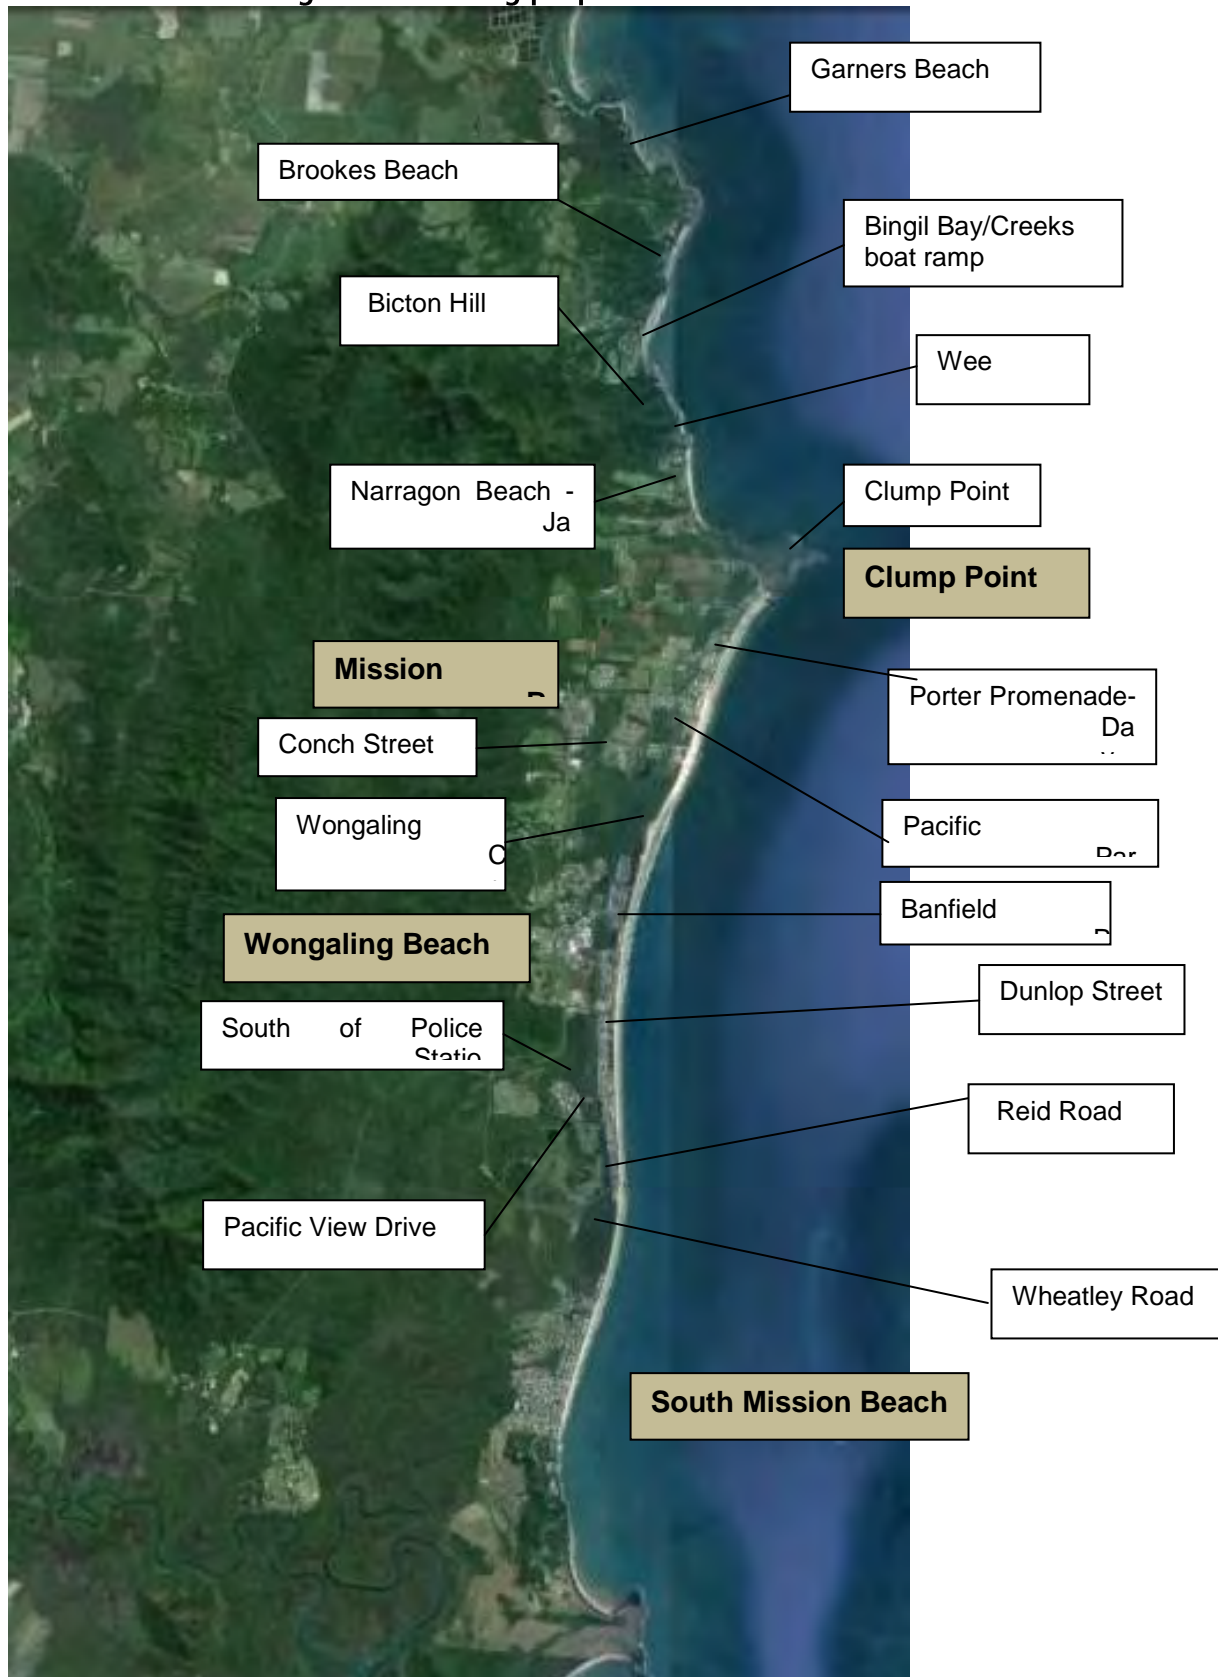 Garners Beach
Brookes Beach
Bingil Bay/Creeks
boat ramp
Bicton Hill
Wee
Narragon Beach -
Ja
Clump Point
Clump Point
Mission
Porter Promenade-
Da
Conch Street
Wongaling
Pacific
Banfield
Wongaling Beach
Dunlop Street
South of Police
Statio
Reid Road
Pacific View Drive
Wheatley Road
South Mission Beach